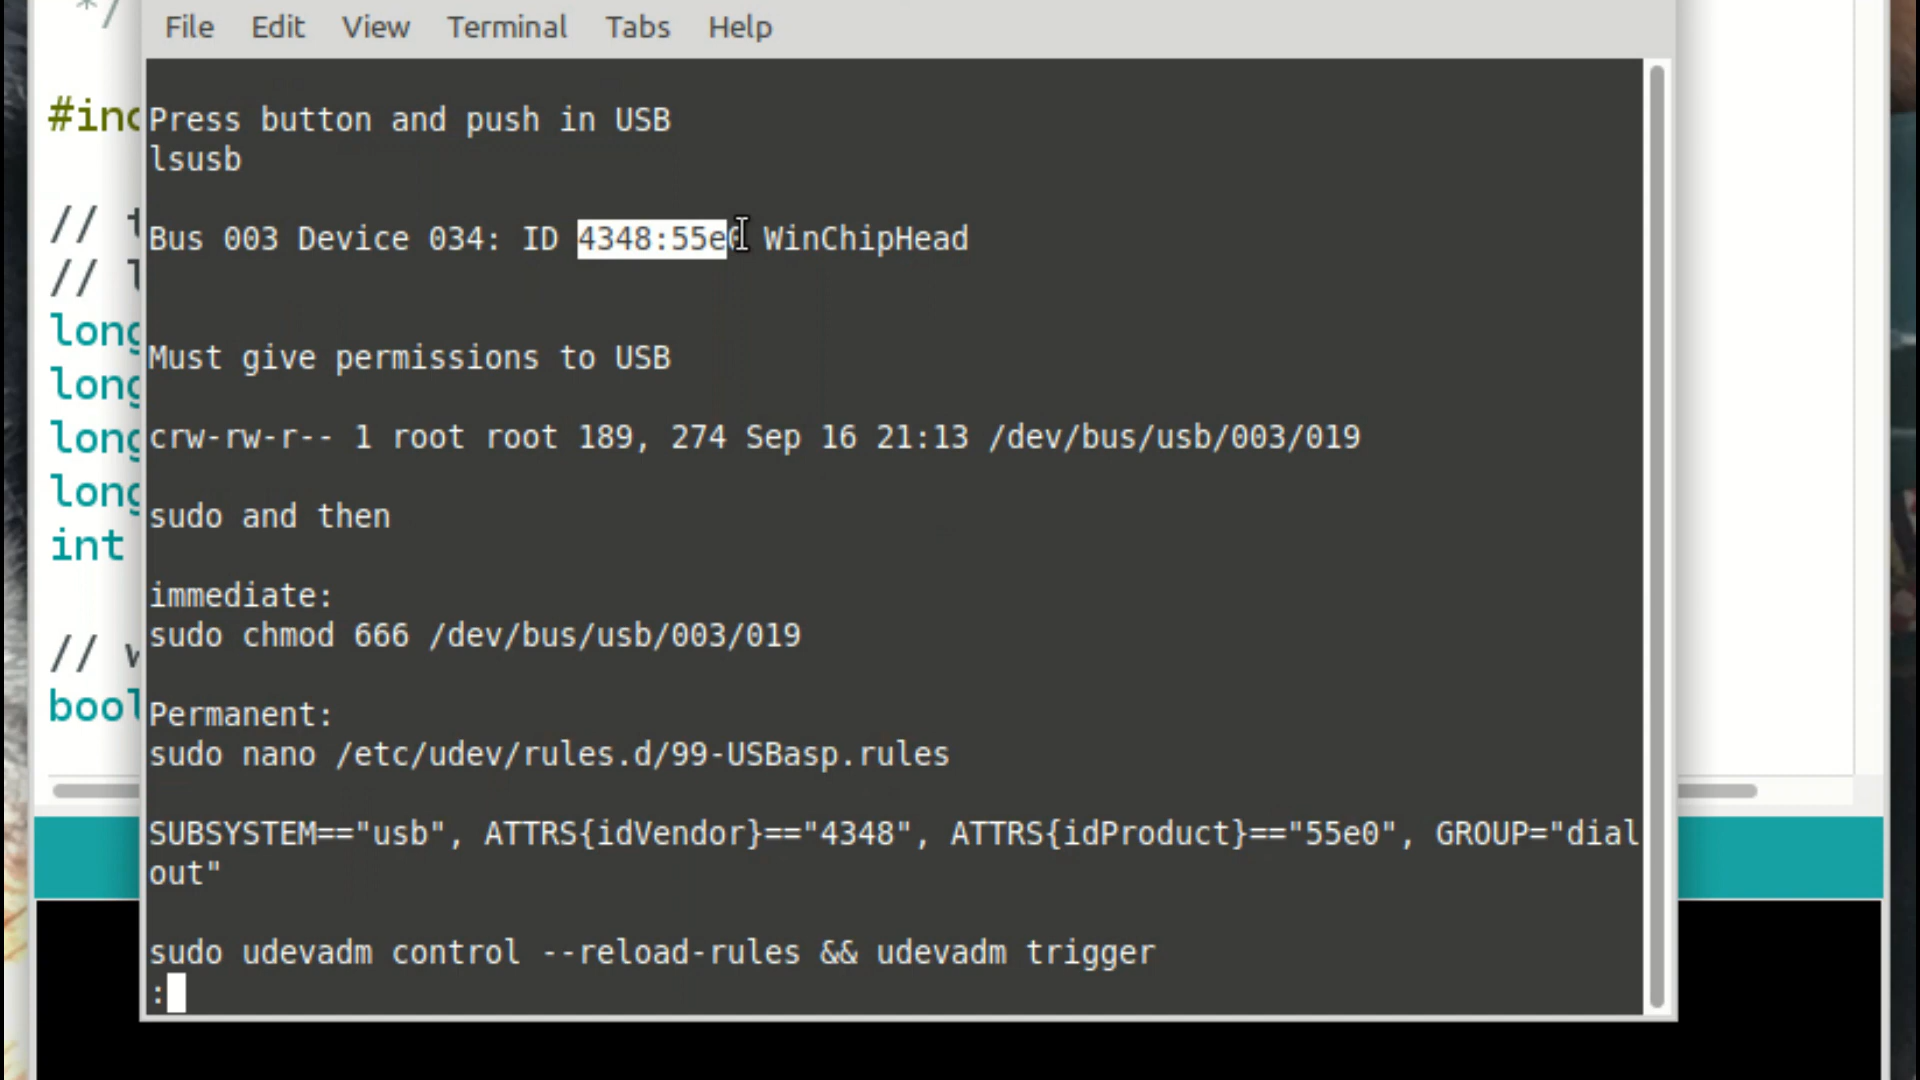 */
File Edit View Terminal Tabs Help
#inc
Press button and push in USB
lsusb
// t
Bus 003 Device 034: ID 4348:55e0 WinChipHead
// l
long
Must give permissions to USB
long
long
crw-rw-r-- 1 root root 189, 274 Sep 16 21:13 /dev/bus/usb/003/019
long
sudo and then
int
immediate:
sudo chmod 666 /dev/bus/usb/003/019
// w
bool
Permanent:
sudo nano /etc/udev/rules.d/99-USBasp.rules
SUBSYSTEM=="usb", ATTRS{idVendor}=="4348", ATTRS{idProduct}=="55e0", GROUP="dial
out"
sudo udevadm control --reload-rules && udevadm trigger
: